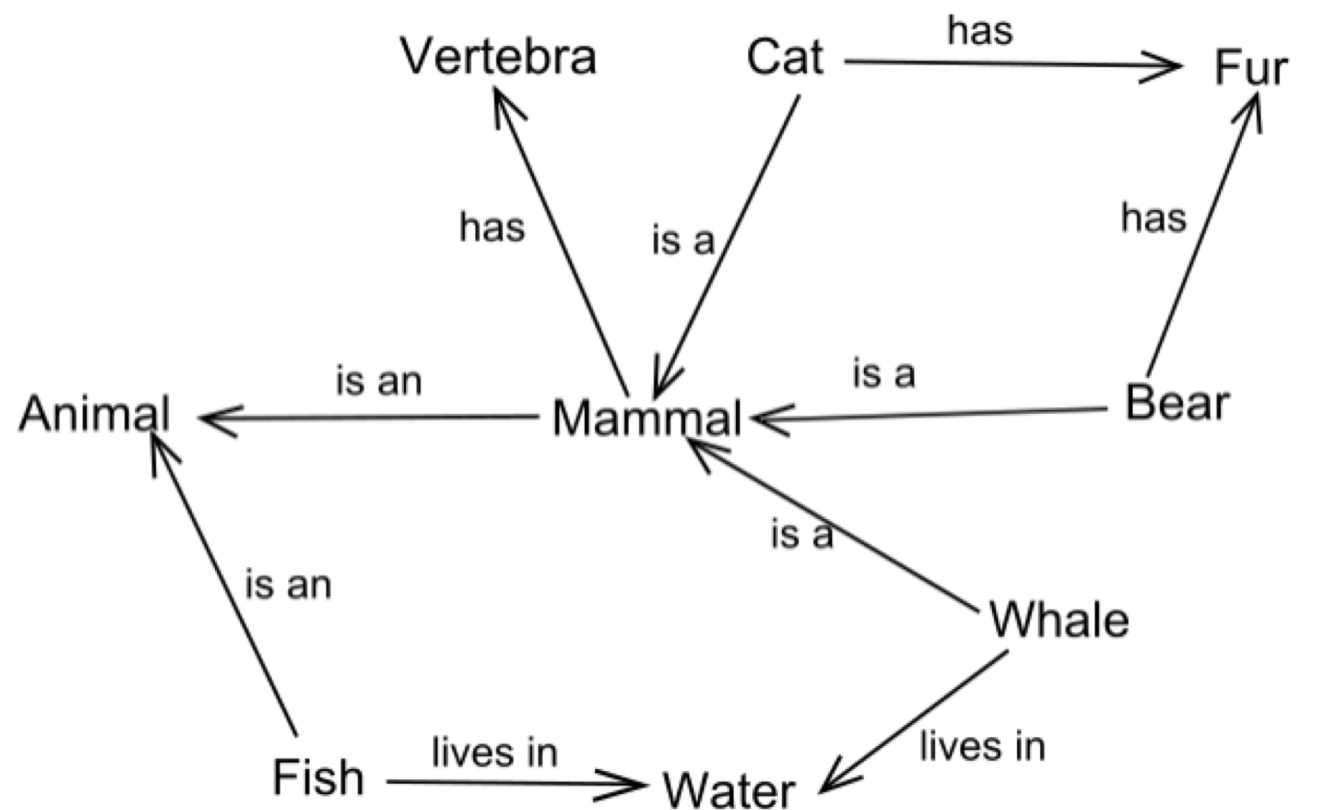 has
Vertebra
Cat
Fur
has
is a
has
is an
is a
Animal
Mammal
Bear
is a
is an
Whale
lives in
lives in
Fish
Water